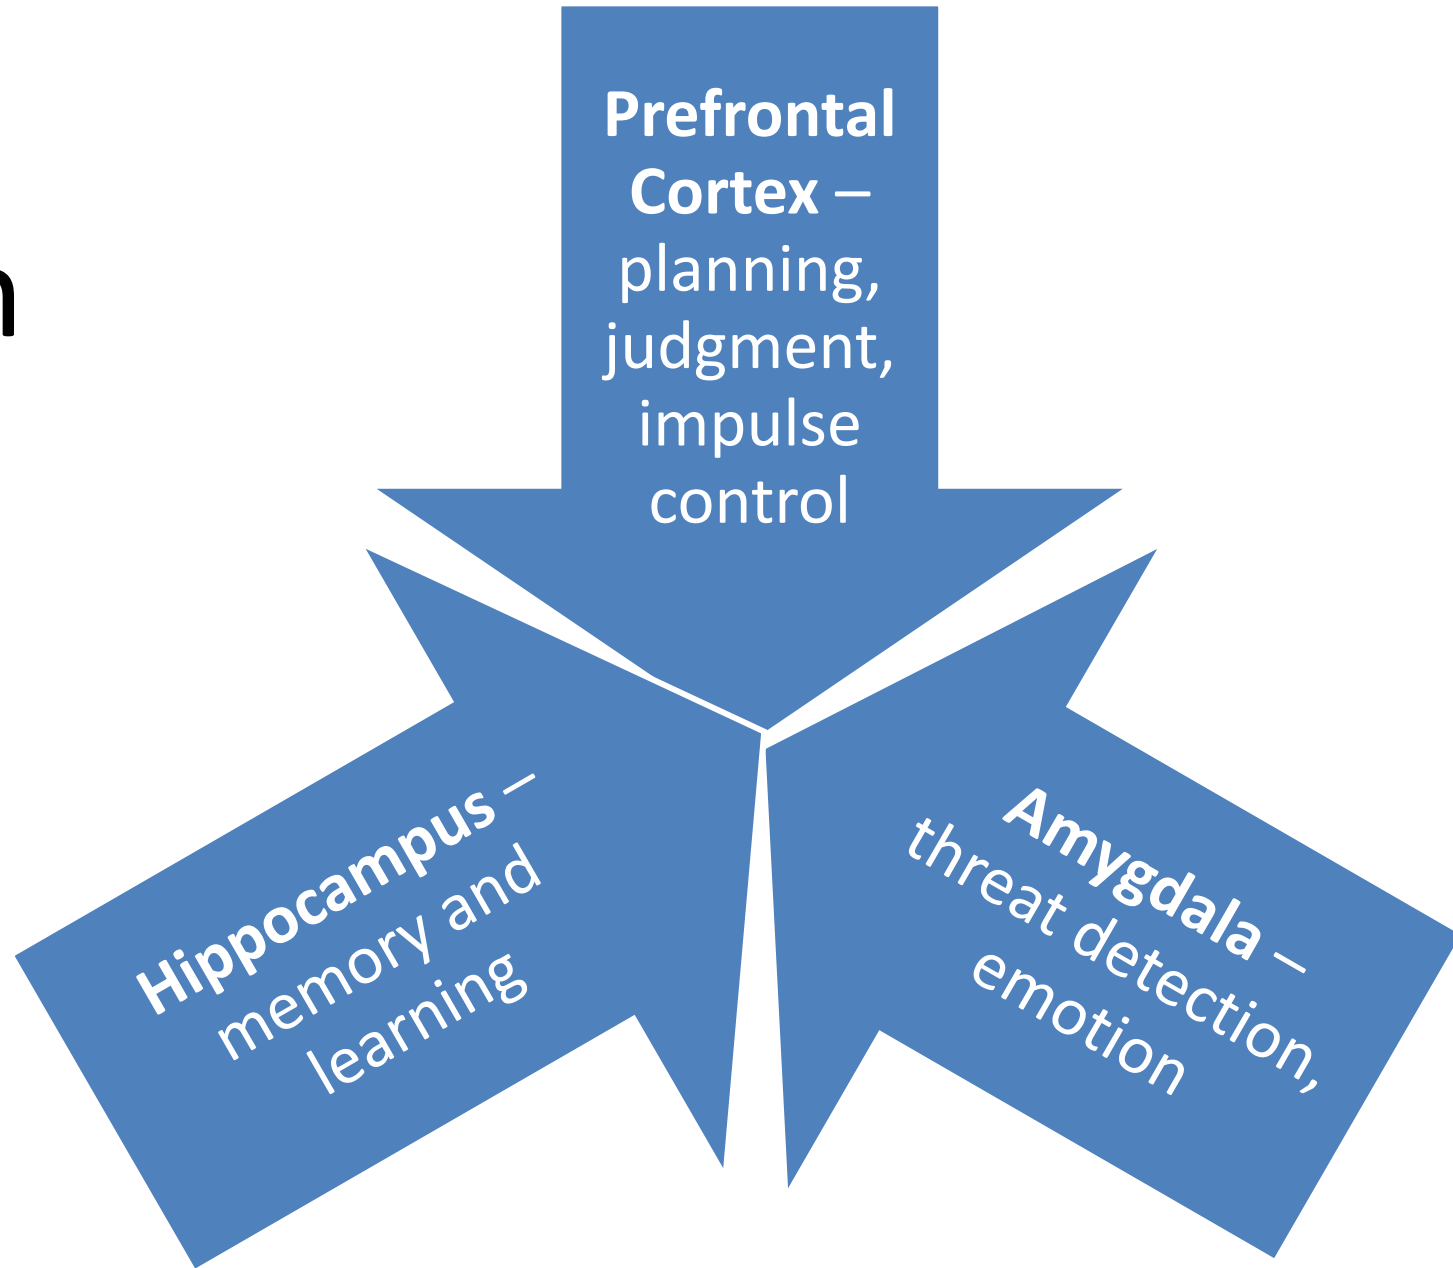 n
Prefrontal
Cortex –
planning,
judgment,
impulse
control
Hippocampus –
memory and
learning
Amygdala –
threat detection,
emotion